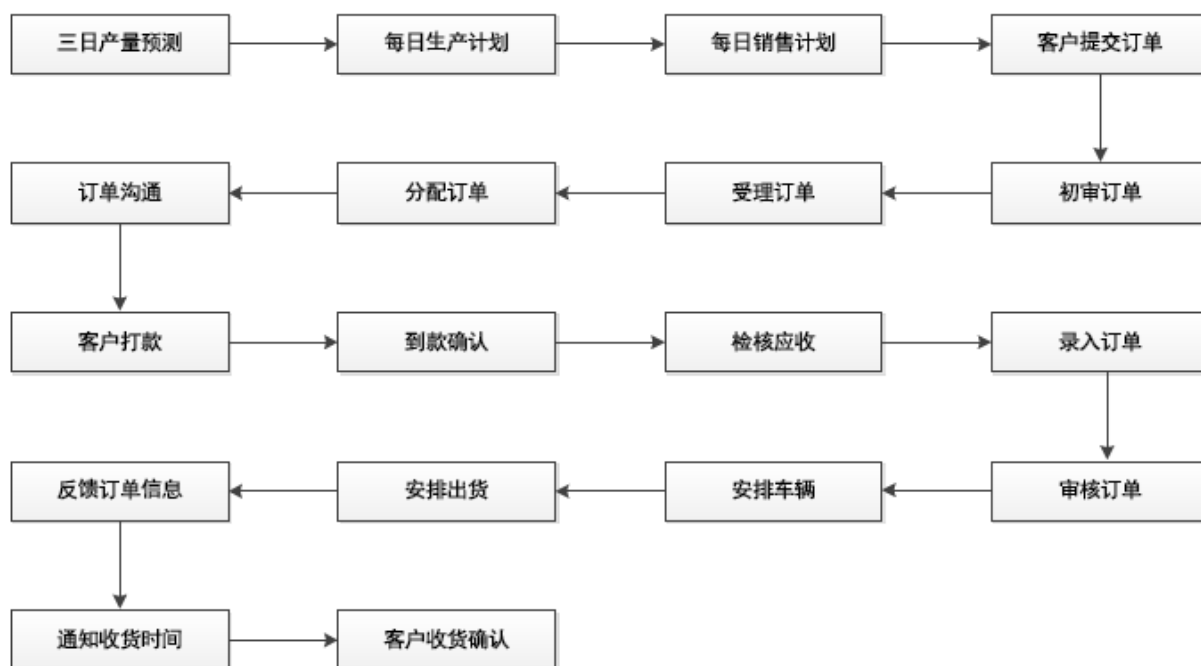 三日产量预测
每日生产计划
每日销售计划
客户提交订单
初审订单
受理订单
分配订单
订单沟通
客户打款
到款确认
检核应收
录入订单
审核订单
安排车辆
安排出货
反馈订单信息
通知收货时间
客户收货确认